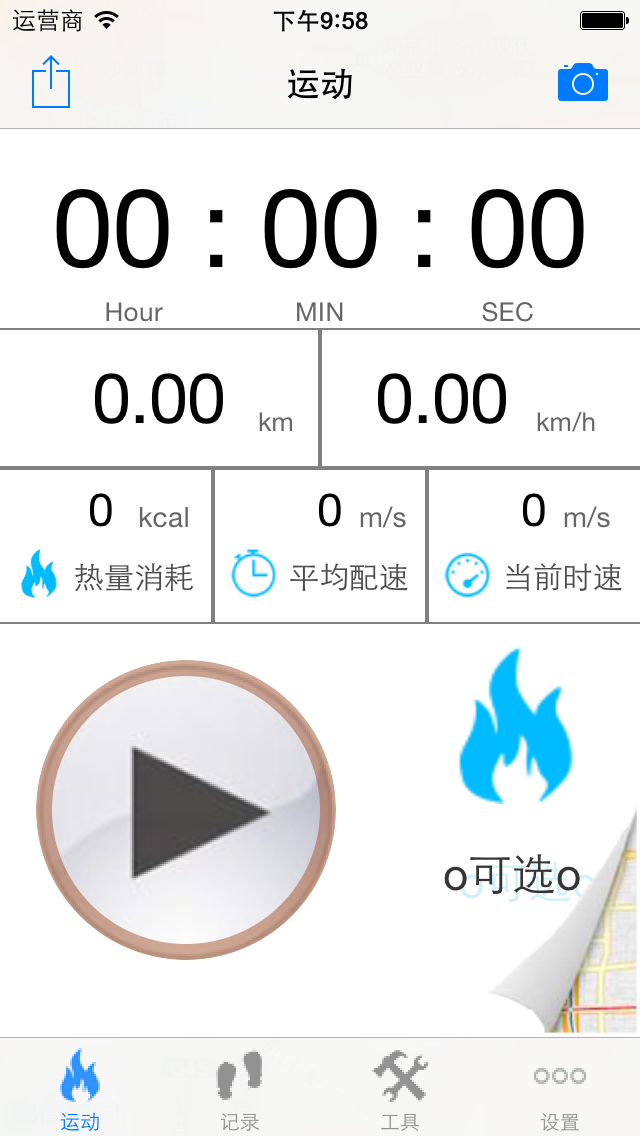 运营商 下午9:58
运动
00 : 00 : 00
Hour MIN SEC
0.00 km 0.00 km/h
0 kcal 0 m/s 0 m/s
热量消耗 平均配速 当前时速
o可选o
运动 记录 工具 设置